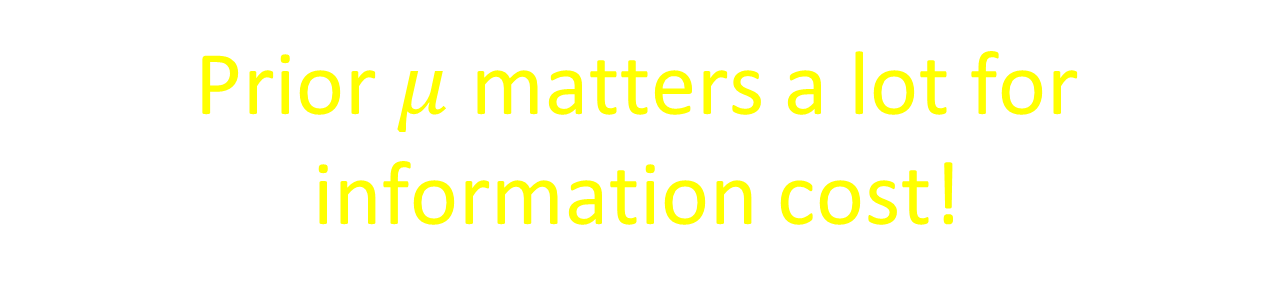 Prior 𝜇 matters a lot for
information cost!